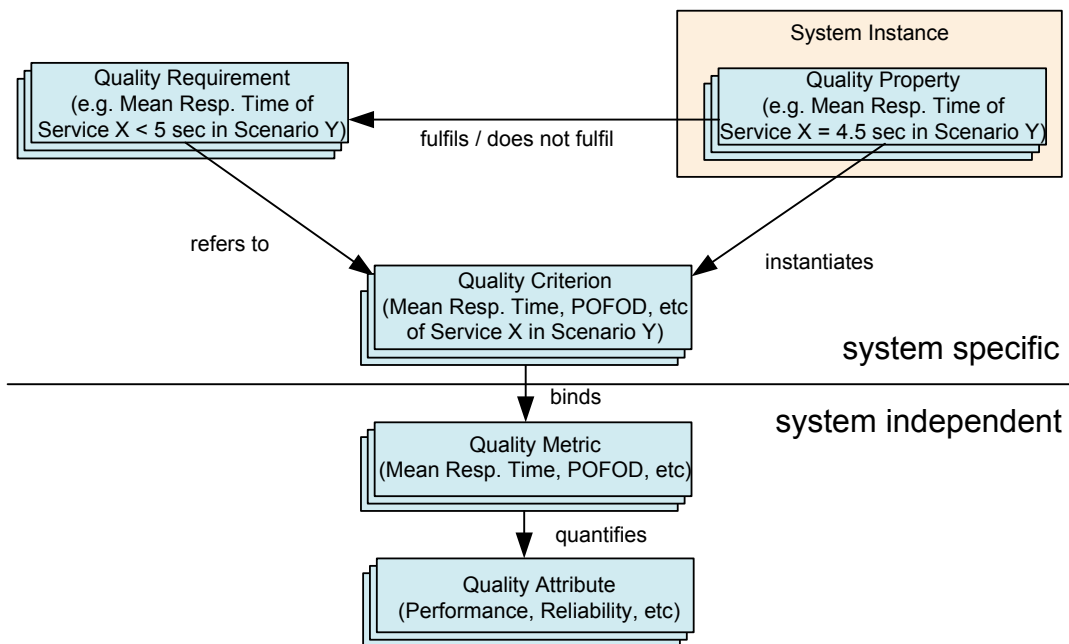 System Instance
Quality Requirement
(e.g. Mean Resp. Time of
Service X < 5 sec in Scenario Y)
Quality Property
(e.g. Mean Resp. Time of
Service X = 4.5 sec in Scenario Y)
fulfils / does not fulfil
refers to
instantiates
Quality Criterion
(Mean Resp. Time, POFOD, etc
of Service X in Scenario Y)
system specific
binds
system independent
Quality Metric
(Mean Resp. Time, POFOD, etc)
quantifies
Quality Attribute
(Performance, Reliability, etc)